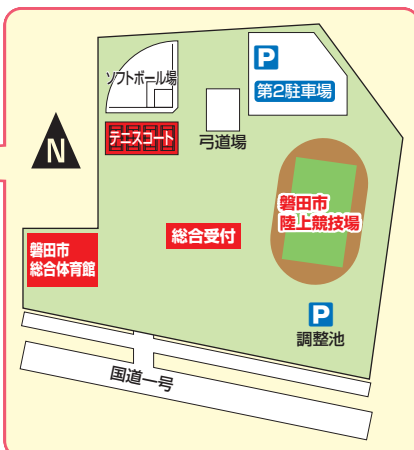 P
ソフトボール場
第2駐車場
テニスコート
弓道場
N
磐田市
陸上競技場
総合受付
磐田市
総合体育館
P
調整池
国道一号